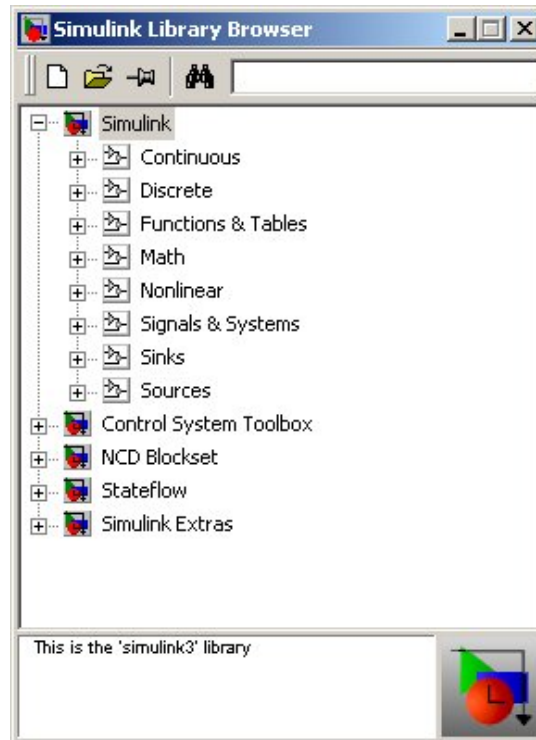 Simulink Library Browser
Simulink
Continuous
Discrete
Functions & Tables
Math
Nonlinear
Signals & Systems
Sinks
Sources
Control System Toolbox
NCD Blockset
Stateflow
Simulink Extras
This is the 'simulink3' library